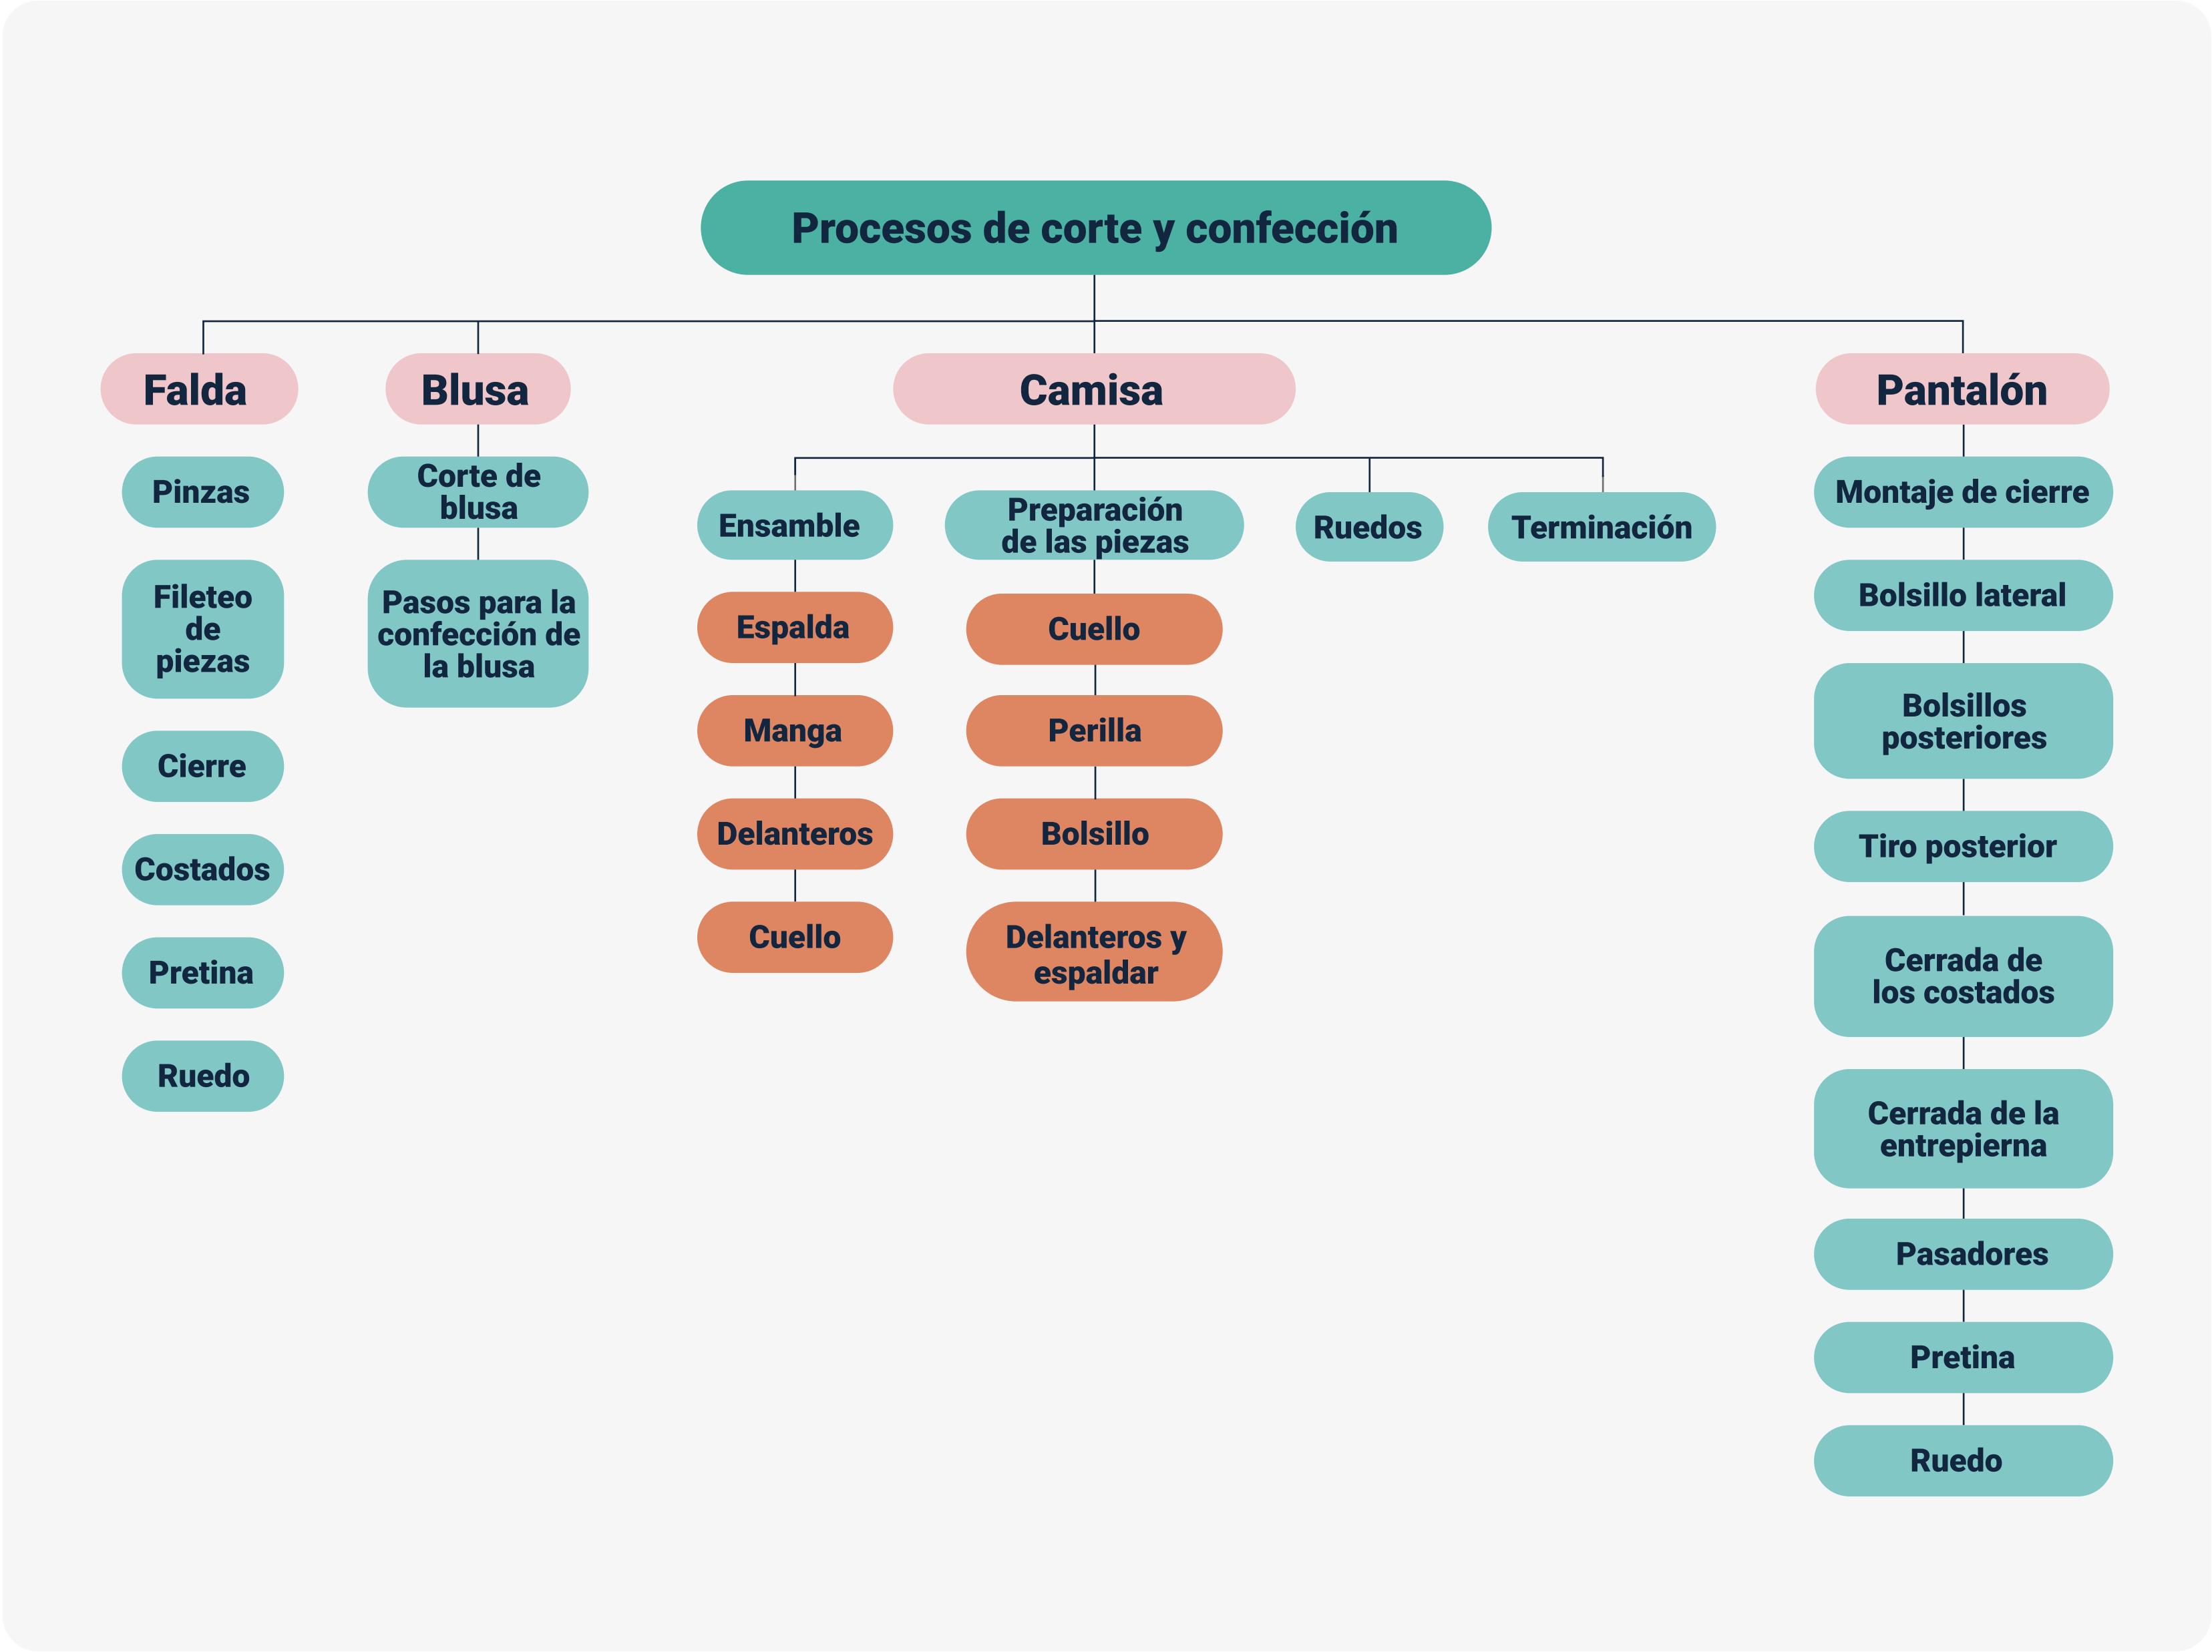 Procesos de corte y confección
Falda
Pinzas
Fileteo
de
piezas
Cierre
Costados
Pretina
Ruedo
Blusa
Corte de
blusa
Pasos para la
confección de
la blusa
Camisa
Ensamble
Espalda
Manga
Delanteros
Cuello
Preparación
de las piezas
Cuello
Perilla
Bolsillo
Delanteros y
espaldar
Ruedos
Terminación
Pantalón
Montaje de cierre
Bolsillo lateral
Bolsillos
posteriores
Tiro posterior
Cerrada de
los costados
Cerrada de la
entrepierna
Pasadores
Pretina
Ruedo